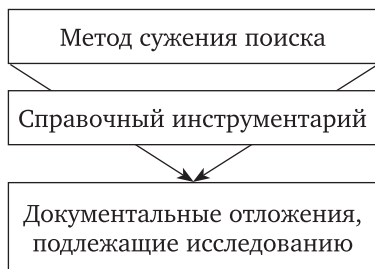 Метод сужения поиска
Справочный инструментарий
Документальные отложения,
подлежащие исследованию